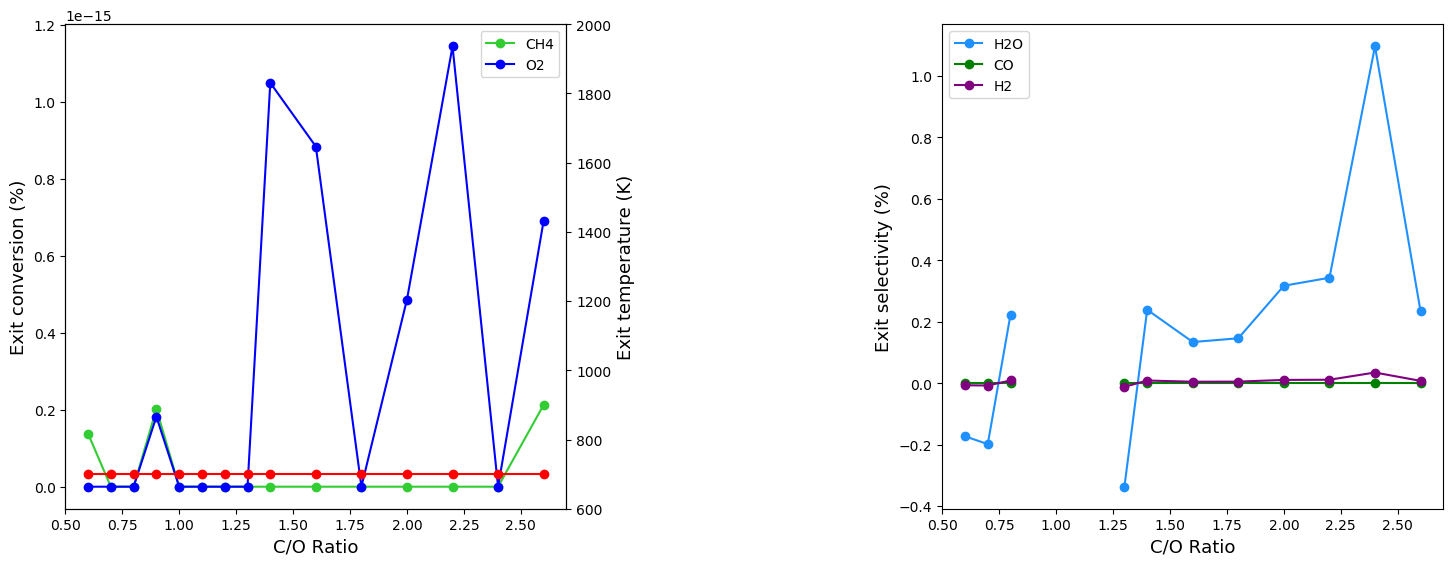 1e−15
1.2
1.0
0.8
0.6
0.4
0.2
0.0
Exit conversion (%)
0.50 0.75 1.00 1.25 1.50 1.75 2.00 2.25 2.50
C/O Ratio
CH4
O2
2000
1800
1600
1400
1200
1000
800
600
Exit temperature (K)
H2O
CO
H2
1.0
0.8
0.6
0.4
0.2
0.0
−0.2
−0.4
Exit selectivity (%)
0.50 0.75 1.00 1.25 1.50 1.75 2.00 2.25 2.50
C/O Ratio